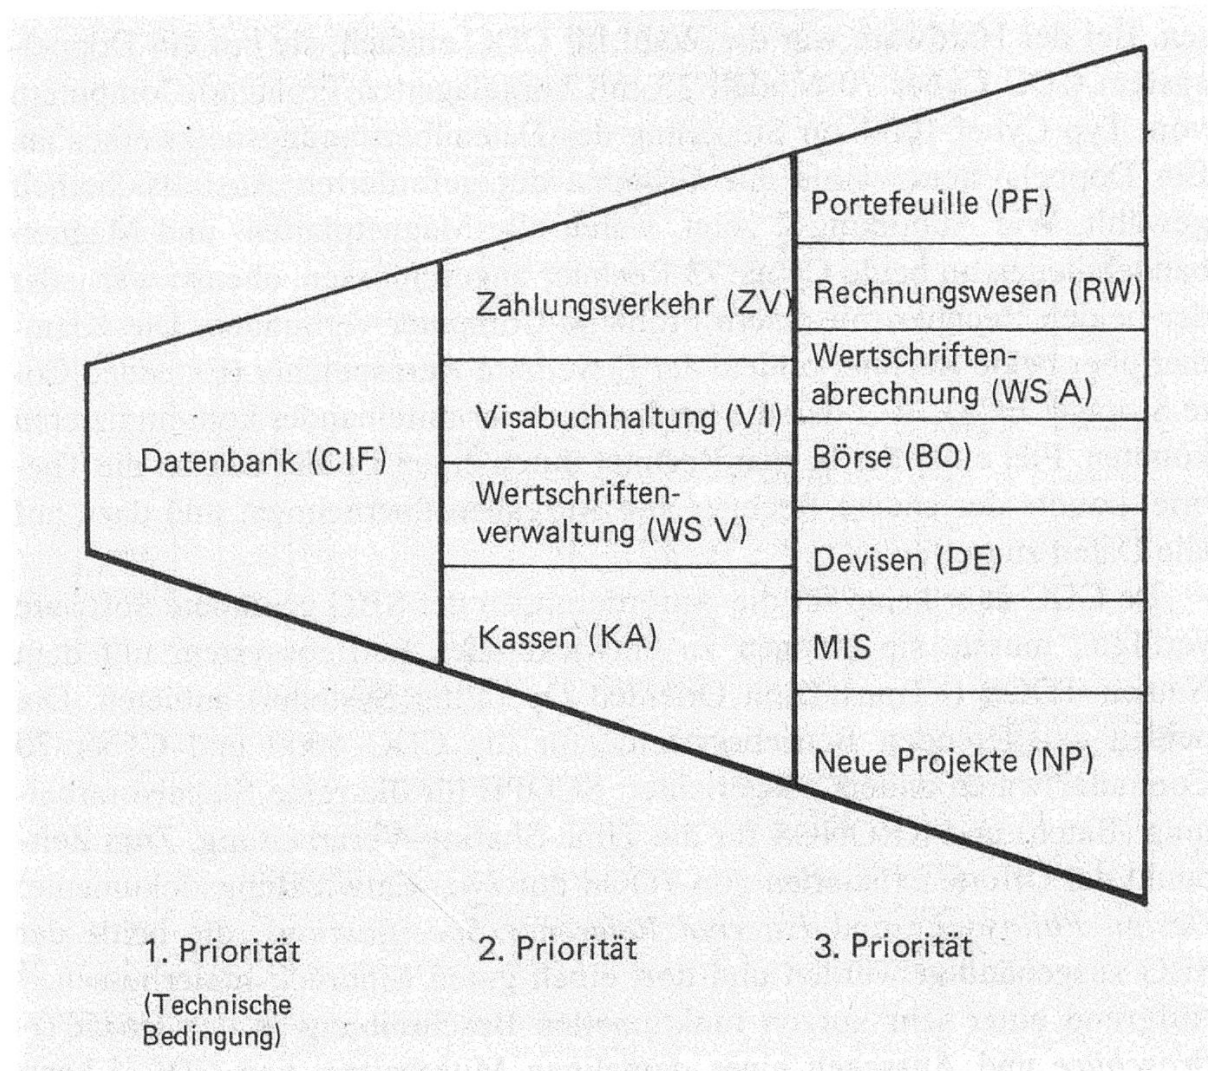 Datenbank (CIF)
Zahlungsverkehr (ZV)
Visabuchhaltung (VI)
Wertschriften-
verwaltung (WS V)
Kassen (KA)
Portefeuille (PF)
Rechnungswesen (RW)
Wertschriften-
abrechnung (WS A)
Börse (BO)
Devisen (DE)
MIS
Neue Projekte (NP)
1. Priorität
(Technische
Bedingung)
2. Priorität
3. Priorität